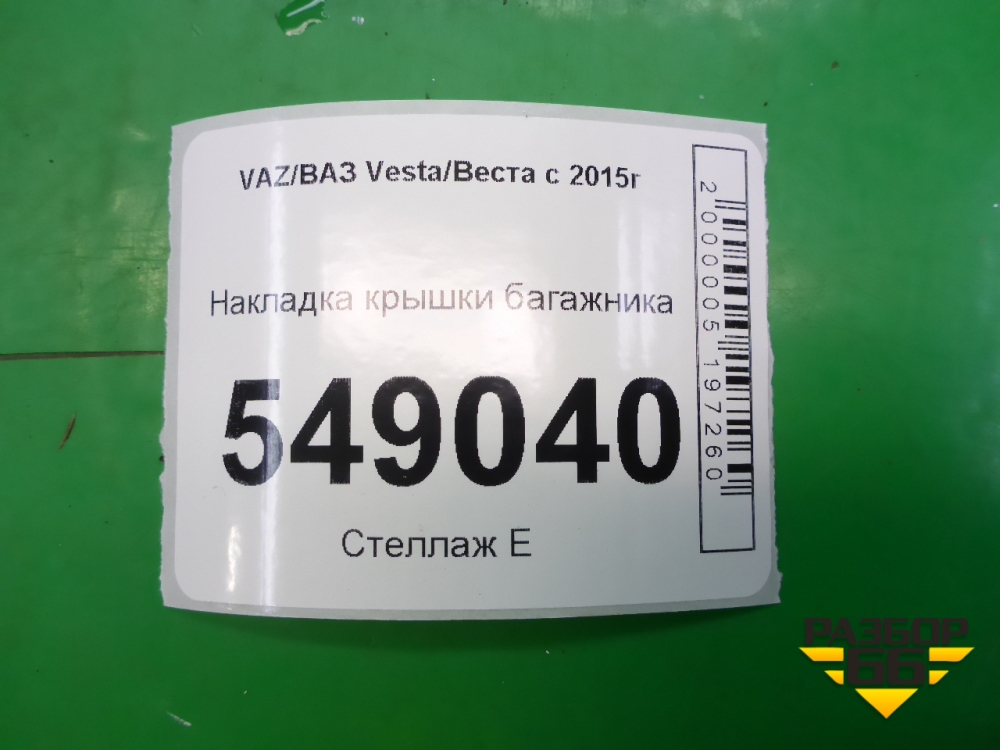 VAZ/ВАЗ Vesta/Веста с 2015г
Накладка крышки багажника
549040
Стеллаж Е
2000005197260
РАЗБОР
66